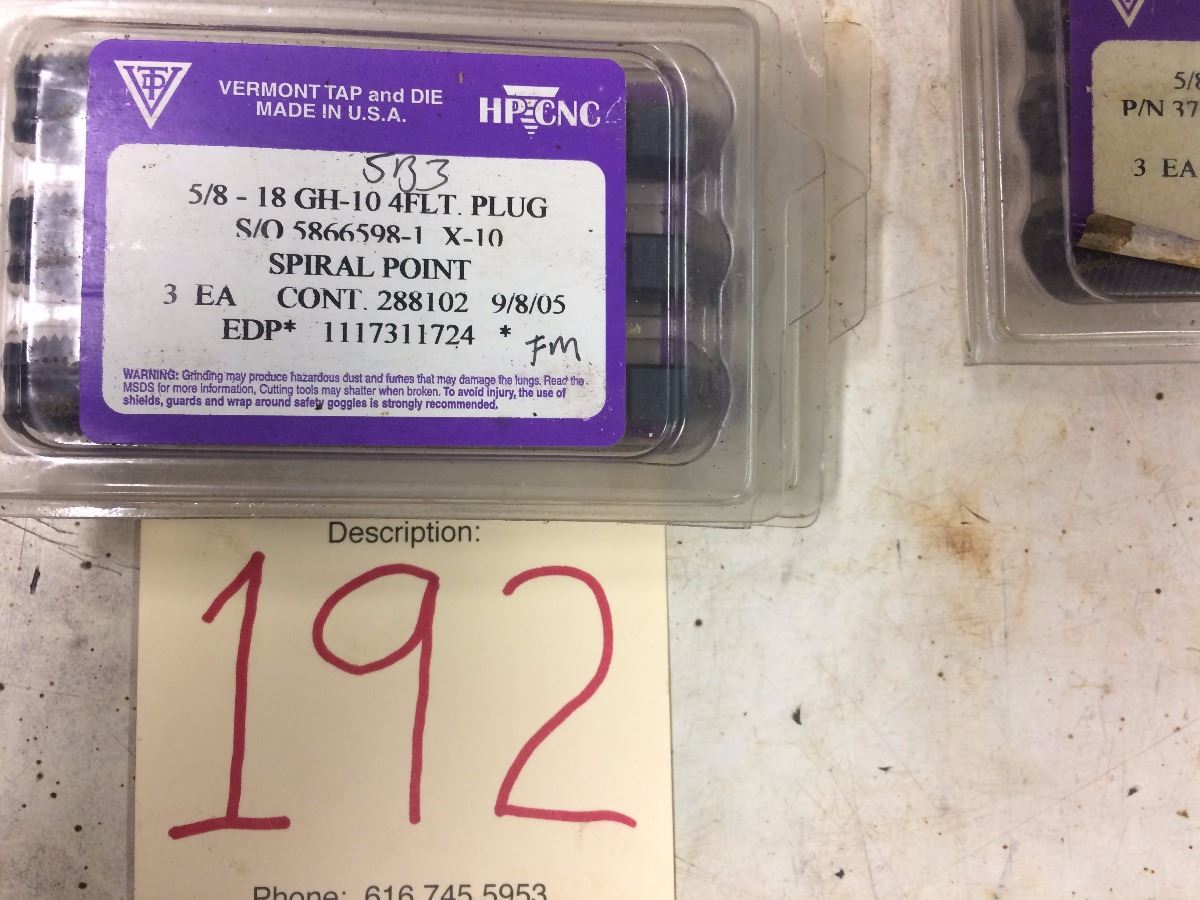 VERMONT TAP and DIE
MADE IN U.S.A.
HP CNC
5B3
5/8 - 18 GH-10 4FLT. PLUG
S/O 5866598-1 X-10
SPIRAL POINT
3 EA CONT. 288102 9/8/05
EDP* 1117311724 *
FM
WARNING: Grinding may produce hazardous dust and fumes that may damage the lungs. Read the
MSDS for more information, Cutting tools may shatter when broken. To avoid injury, the use of
shields, guards and wrap around safety goggles is strongly recommended.
5/8
P/N 37
3 EA
Description:
192
Phone: 616.745.5953